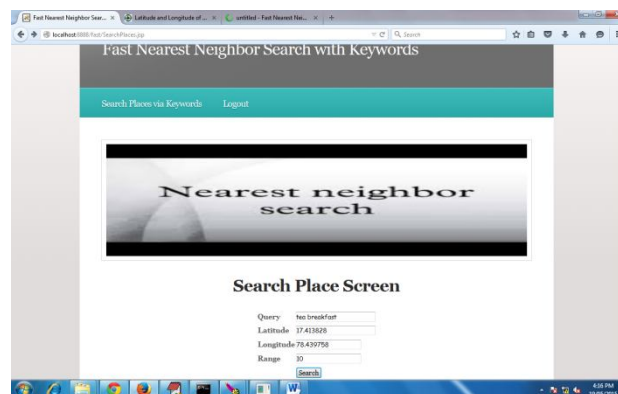 Fast Nearest Neighbor Sear...
Latitude and Longitude of ...
untitled - Fast Nearest Nei...
localhost:8888/Fast/SearchPlaces.jsp
Search
Fast Nearest Neighbor Search with Keywords
Search Places via Keywords Logout
Nearest neighbor
search
Search Place Screen
Query tea breakfast
Latitude 17.413828
Longitude 78.439758
Range 10
Search
4:16 PM